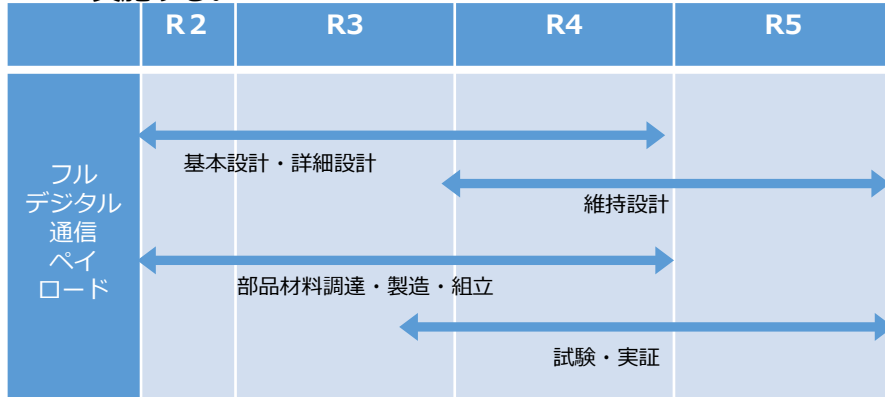 R2 R3 R4 R5
フル
デジタル
通信
ペイ
ロード
基本設計・詳細設計
維持設計
部品材料調達・製造・組立
試験・実証